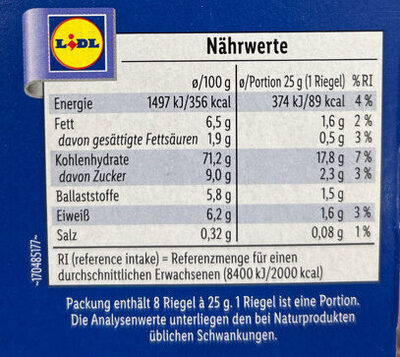 LIDL
Nährwerte
ø/100 g ø/Portion 25 g (1 Riegel) % RI
Energie 1497 kJ/356 kcal 374 kJ/89 kcal 4 %
Fett 6,5 g 1,6 g 2 %
davon gesättigte Fettsäuren 1,9 g 0,5 g 3 %
Kohlenhydrate 71,2 g 17,8 g 7 %
davon Zucker 9,0 g 2,3 g 3 %
Ballaststoffe 5,8 g 1,5 g
Eiweiß 6,2 g 1,6 g 3 %
Salz 0,32 g 0,08 g 1 %
RI (reference intake) = Referenzmenge für einen
durchschnittlichen Erwachsenen (8400 kJ/2000 kcal)
~170485177~
Packung enthält 8 Riegel à 25 g. 1 Riegel ist eine Portion.
Die Analysenwerte unterliegen den bei Naturprodukten
üblichen Schwankungen.